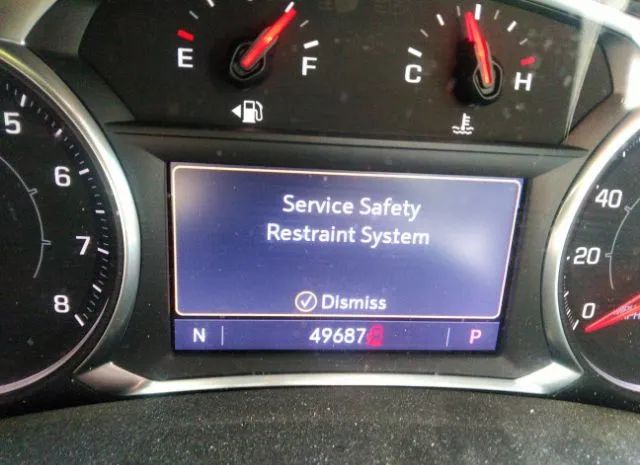 E F
C H
5
6
7
8
40
20
0
Service Safety
Restraint System
Dismiss
N 49687 P